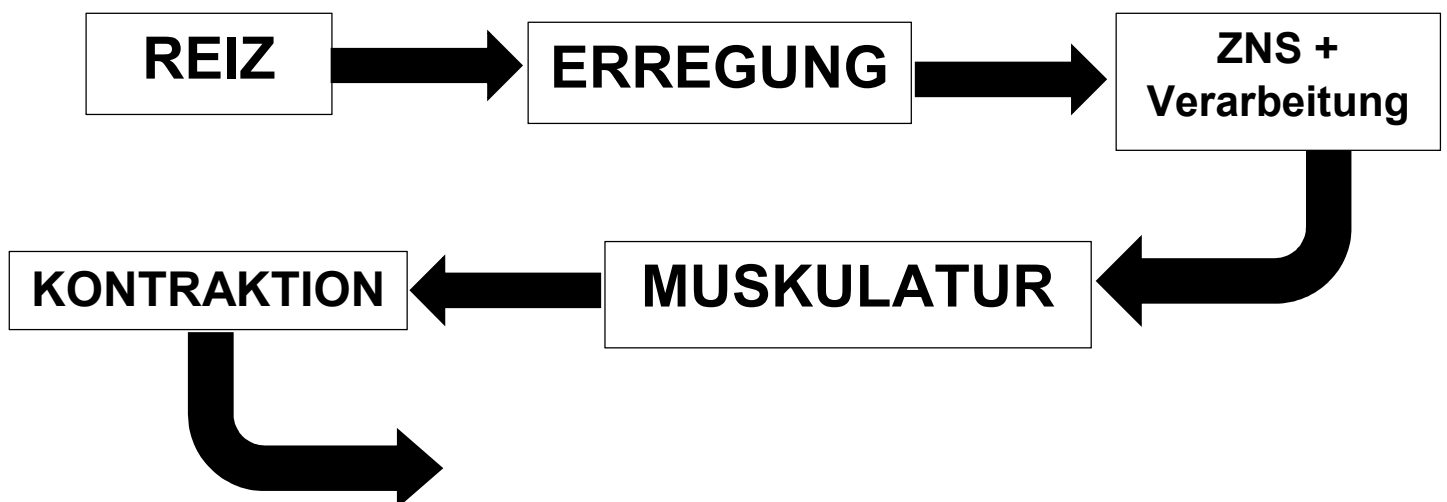 REIZ
ERREGUNG
ZNS +
Verarbeitung
MUSKULATUR
KONTRAKTION